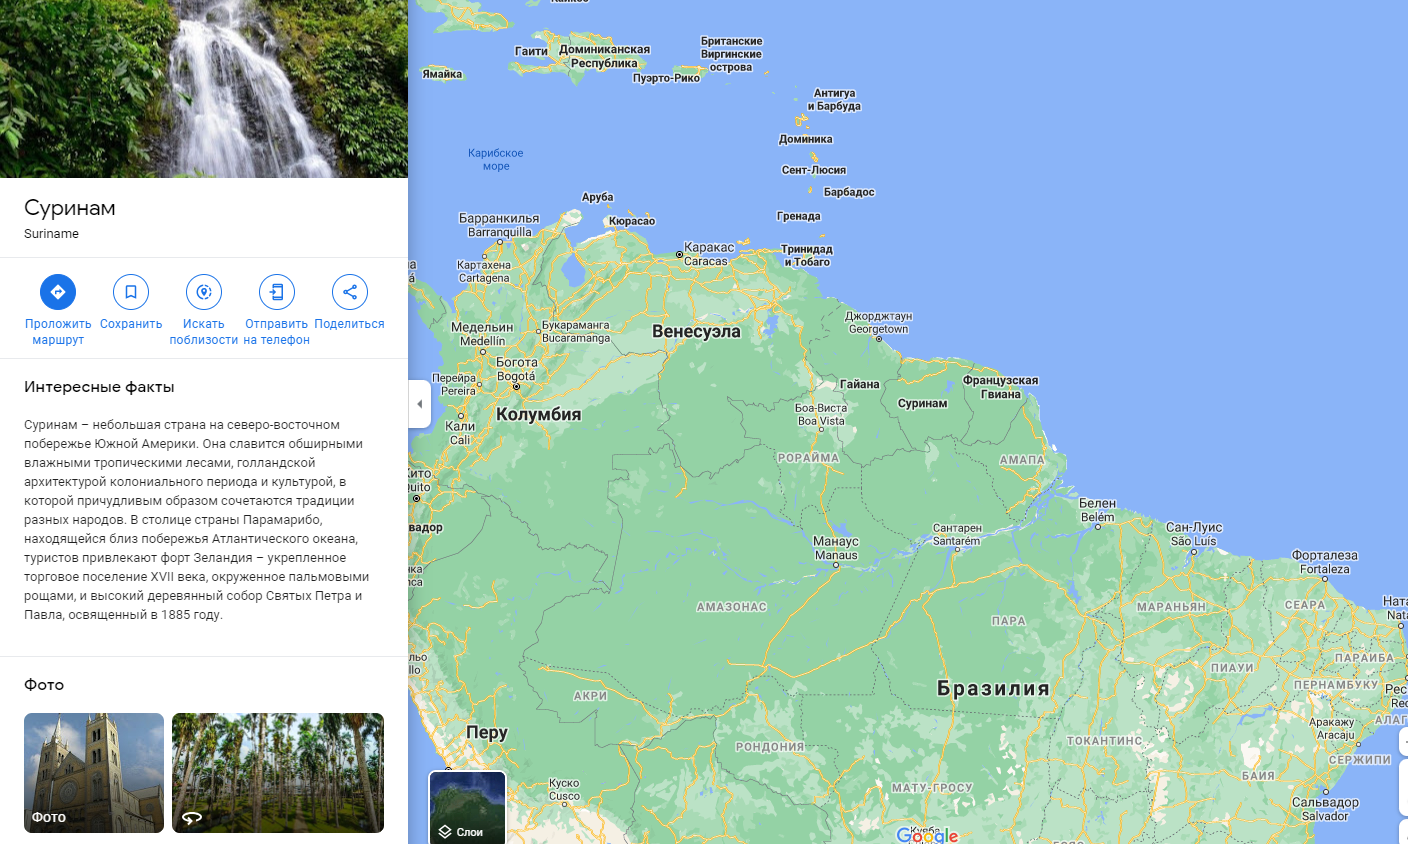 Суринам
Suriname
Проложить
маршрут
Сохранить
Искать
поблизости
Отправить
на телефон
Поделиться
Интересные факты
Суринам – небольшая страна на северо-восточном
побережье Южной Америки. Она славится обширными
влажными тропическими лесами, голландской
архитектурой колониального периода и культурой, в
которой причудливым образом сочетаются традиции
разных народов. В столице страны Парамарибо,
находящейся близ побережья Атлантического океана,
туристов привлекают форт Зеландия – укрепленное
торговое поселение XVII века, окруженное пальмовыми
рощами, и высокий деревянный собор Святых Петра и
Павла, освященный в 1885 году.
Фото
Фото
Слои
Гаити
Доминиканская
Республика
Британские
Виргинские
острова
Ямайка
Пуэрто-Рико
Антигуа
и Барбуда
Доминика
Карибское
море
Сент-Люсия
Барбадос
Аруба
Гренада
Барранкилья
Barranquilla
Кюрасао
Каракас
Caracas
Тринидад
и Тобаго
Картахена
Cartagena
Медельин
Medellín
Букараманга
Bucaramanga
Венесуэла
Джорджтаун
Georgetown
Богота
Bogotá
Перейра
Pereira
Гайана
Французская
Гвиана
Суринам
Колумбия
Боа-Виста
Boa Vista
Кали
Cali
РОРАЙМА
АМАПА
Кито
Quito
Белен
Belém
вадор
Сантарен
Santarém
Сан-Луис
São Luís
Манаус
Manaus
Форталеза
Fortaleza
АМАЗОНАС
МАРАНЬЯН
СЕАРА
ПАРА
ПАРАИБА
ПИАУИ
Бразилия
ПЕРНАМБУКУ
АКРИ
Перу
РОНДОНИЯ
ТОКАНТИНС
Аракажу
Aracaju
СЕРЖИПИ
БАИЯ
Куско
Cusco
МАТУ-ГРОСУ
Сальвадор
Salvador
Google